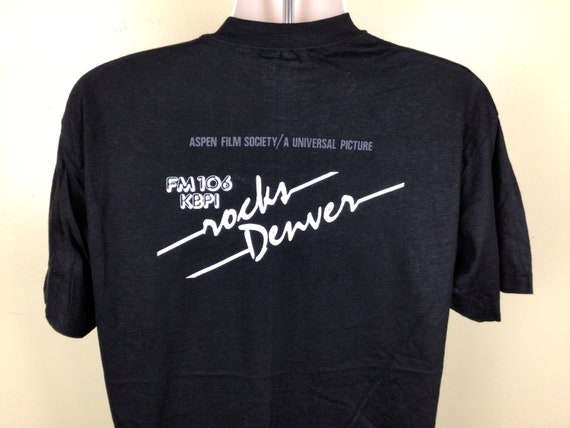 ASPEN FILM SOCIETY/A UNIVERSAL PICTURE
FM 106
KBPI
rocks
Denver